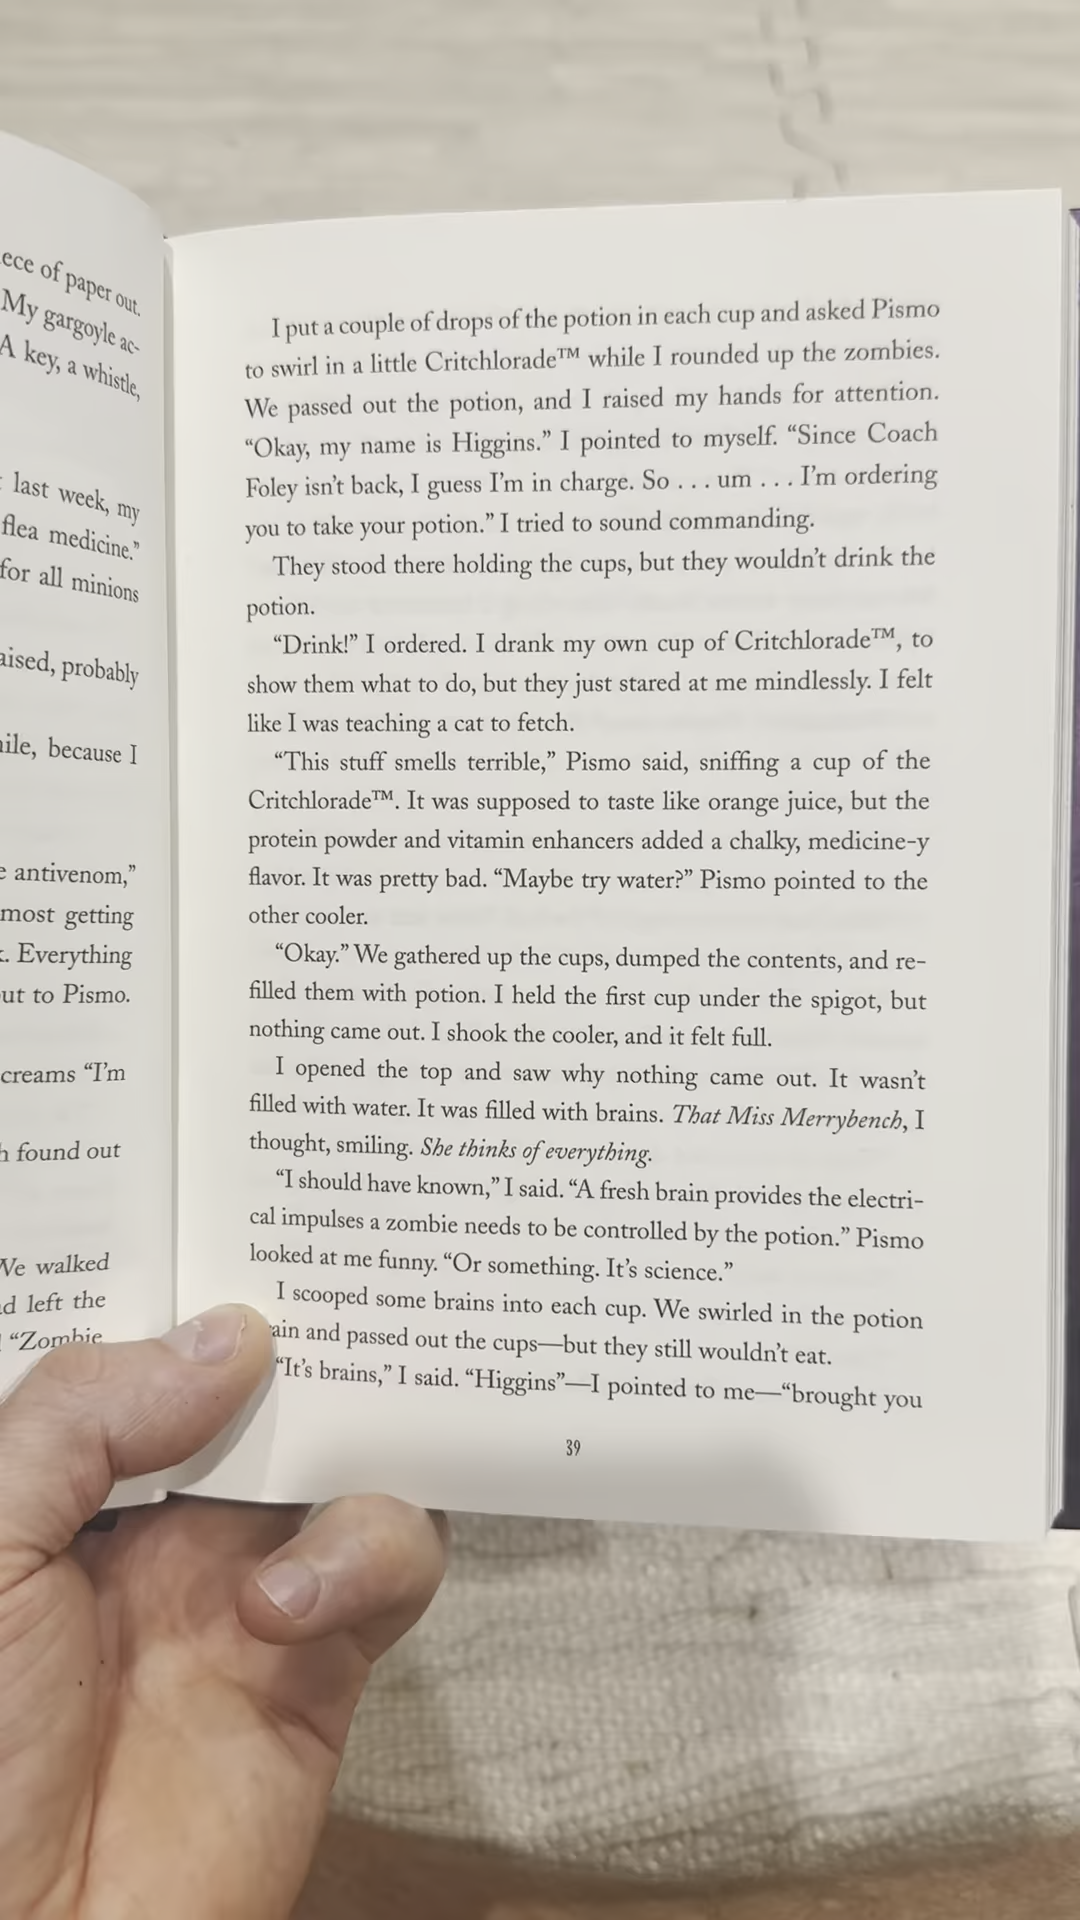 ece of paper out.
My gargoyle ac-
A key, a whistle,
last week, my
flea medicine.”
for all minions
aised, probably
ile, because I
antivenom,”
most getting
Everything
ut to Pismo.
creams “I’m
found out
We walked
d left the
“Zombie
I put a couple of drops of the potion in each cup and asked Pismo
to swirl in a little Critchlorade™ while I rounded up the zombies.
We passed out the potion, and I raised my hands for attention.
“Okay, my name is Higgins.” I pointed to myself. “Since Coach
Foley isn’t back, I guess I’m in charge. So . . . um . . . I’m ordering
you to take your potion.” I tried to sound commanding.
They stood there holding the cups, but they wouldn’t drink the
potion.
“Drink!” I ordered. I drank my own cup of Critchlorade™, to
show them what to do, but they just stared at me mindlessly. I felt
like I was teaching a cat to fetch.
“This stuff smells terrible,” Pismo said, sniffing a cup of the
Critchlorade™. It was supposed to taste like orange juice, but the
protein powder and vitamin enhancers added a chalky, medicine-y
flavor. It was pretty bad. “Maybe try water?” Pismo pointed to the
other cooler.
“Okay.” We gathered up the cups, dumped the contents, and re-
filled them with potion. I held the first cup under the spigot, but
nothing came out. I shook the cooler, and it felt full.
I opened the top and saw why nothing came out. It wasn’t
filled with water. It was filled with brains. That Miss Merrybench, I
thought, smiling. She thinks of everything.
“I should have known,” I said. “A fresh brain provides the electri-
cal impulses a zombie needs to be controlled by the potion.” Pismo
looked at me funny. “Or something. It’s science.”
I scooped some brains into each cup. We swirled in the potion
ain and passed out the cups—but they still wouldn’t eat.
“It’s brains,” I said. “Higgins”—I pointed to me—“brought you
39